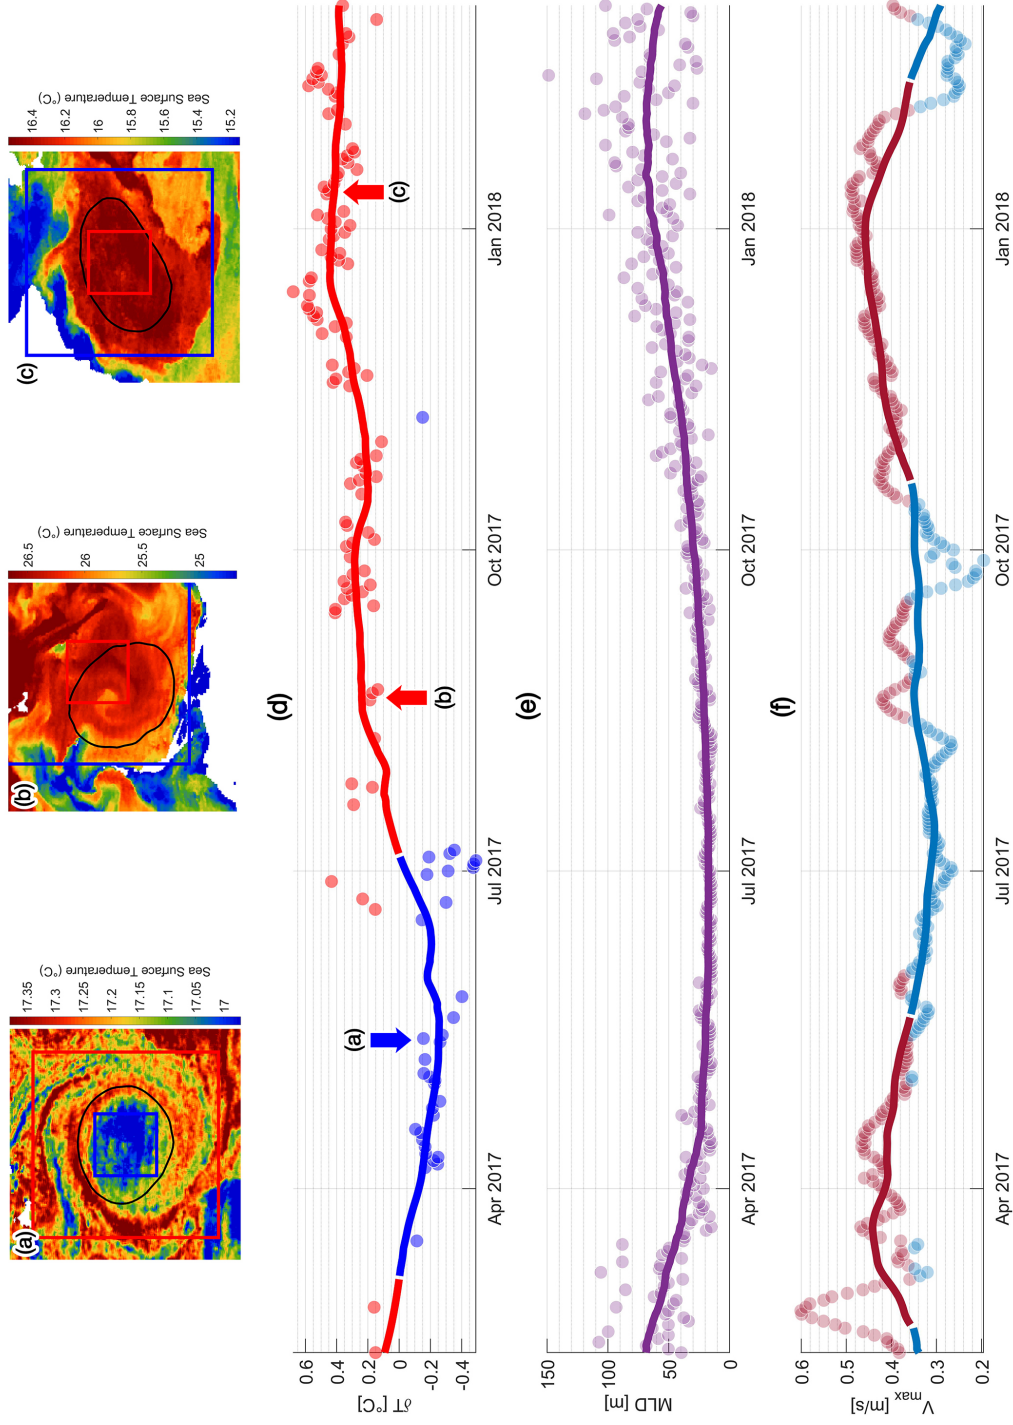 (a)
17.35
17.3
17.25
17.2
17.15
17.1
17.05
17
Sea Surface Temperature (°C)
(b)
26.5
26
25.5
25
Sea Surface Temperature (°C)
(c)
16.4
16.2
16
15.8
15.6
15.4
15.2
Sea Surface Temperature (°C)
(d)
δT [°C]
0.6
0.4
0.2
0
-0.2
-0.4
(a)
(b)
(c)
Apr 2017
Jul 2017
Oct 2017
Jan 2018
(e)
MLD [m]
150
100
50
0
Apr 2017
Jul 2017
Oct 2017
Jan 2018
(f)
Vmax [m/s]
0.6
0.5
0.4
0.3
0.2
Apr 2017
Jul 2017
Oct 2017
Jan 2018